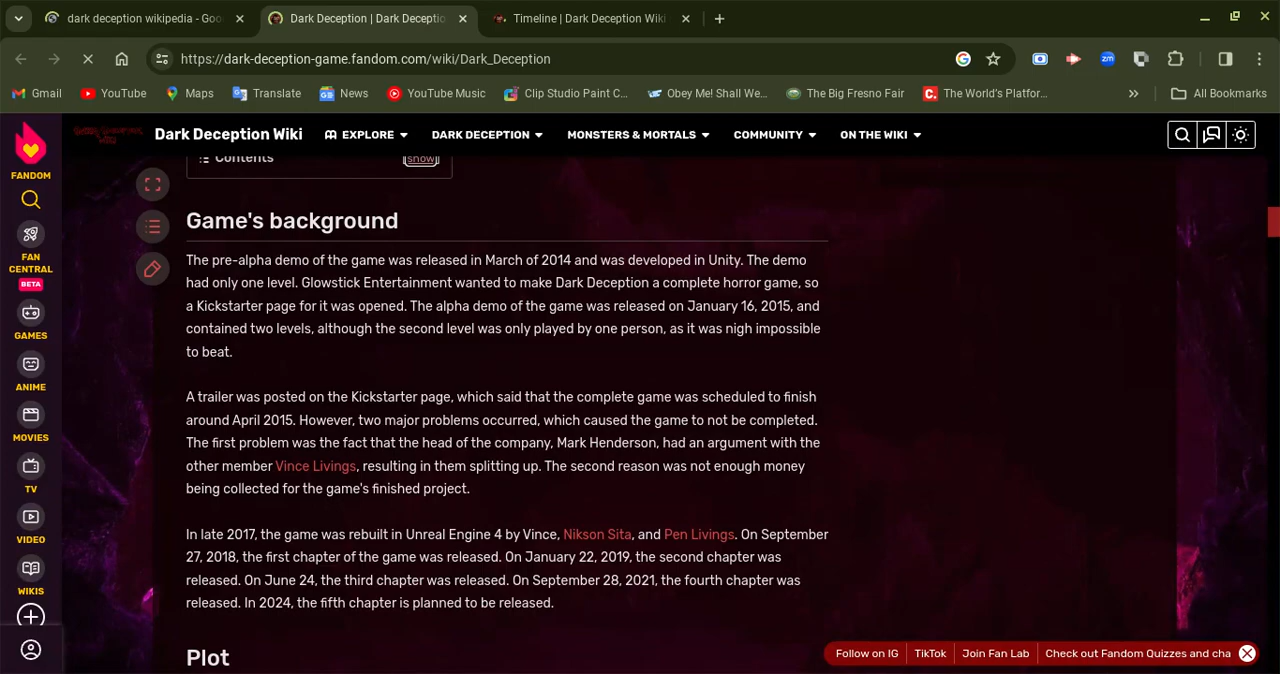 dark deception wikipedia - Goo
Dark Deception | Dark Deceptio
Timeline | Dark Deception Wiki
https://dark-deception-game.fandom.com/wiki/Dark_Deception
Gmail
YouTube
Maps
Translate
News
YouTube Music
Clip Studio Paint C...
Obey Me! Shall We...
The Big Fresno Fair
The World's Platfor...
All Bookmarks
Dark Deception Wiki
EXPLORE
DARK DECEPTION
MONSTERS & MORTALS
COMMUNITY
ON THE WIKI
FANDOM
FAN
CENTRAL
BETA
GAMES
ANIME
MOVIES
TV
VIDEO
WIKIS
Contents
[show]
Game's background
The pre-alpha demo of the game was released in March of 2014 and was developed in Unity. The demo
had only one level. Glowstick Entertainment wanted to make Dark Deception a complete horror game, so
a Kickstarter page for it was opened. The alpha demo of the game was released on January 16, 2015, and
contained two levels, although the second level was only played by one person, as it was nigh impossible
to beat.
A trailer was posted on the Kickstarter page, which said that the complete game was scheduled to finish
around April 2015. However, two major problems occurred, which caused the game to not be completed.
The first problem was the fact that the head of the company, Mark Henderson, had an argument with the
other member Vince Livings, resulting in them splitting up. The second reason was not enough money
being collected for the game's finished project.
In late 2017, the game was rebuilt in Unreal Engine 4 by Vince, Nikson Sita, and Pen Livings. On September
27, 2018, the first chapter of the game was released. On January 22, 2019, the second chapter was
released. On June 24, the third chapter was released. On September 28, 2021, the fourth chapter was
released. In 2024, the fifth chapter is planned to be released.
Plot
Follow on IG
TikTok
Join Fan Lab
Check out Fandom Quizzes and cha